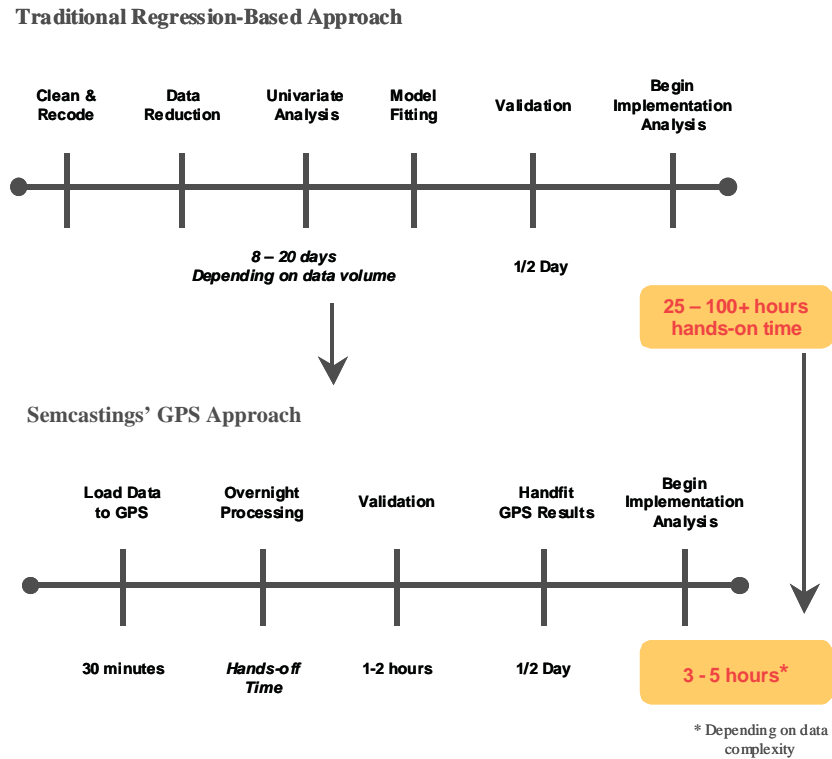 Traditional Regression-Based Approach
Clean &
Recode
Data
Reduction
Univariate
Analysis
Model
Fitting
Validation
Begin
Implementation
Analysis
8 – 20 days
Depending on data volume
1/2 Day
25 – 100+ hours
hands-on time
Semcastings’ GPS Approach
Load Data
to GPS
Overnight
Processing
Validation
Handfit
GPS Results
Begin
Implementation
Analysis
30 minutes
Hands-off
Time
1-2 hours
1/2 Day
3 - 5 hours*
* Depending on data
complexity